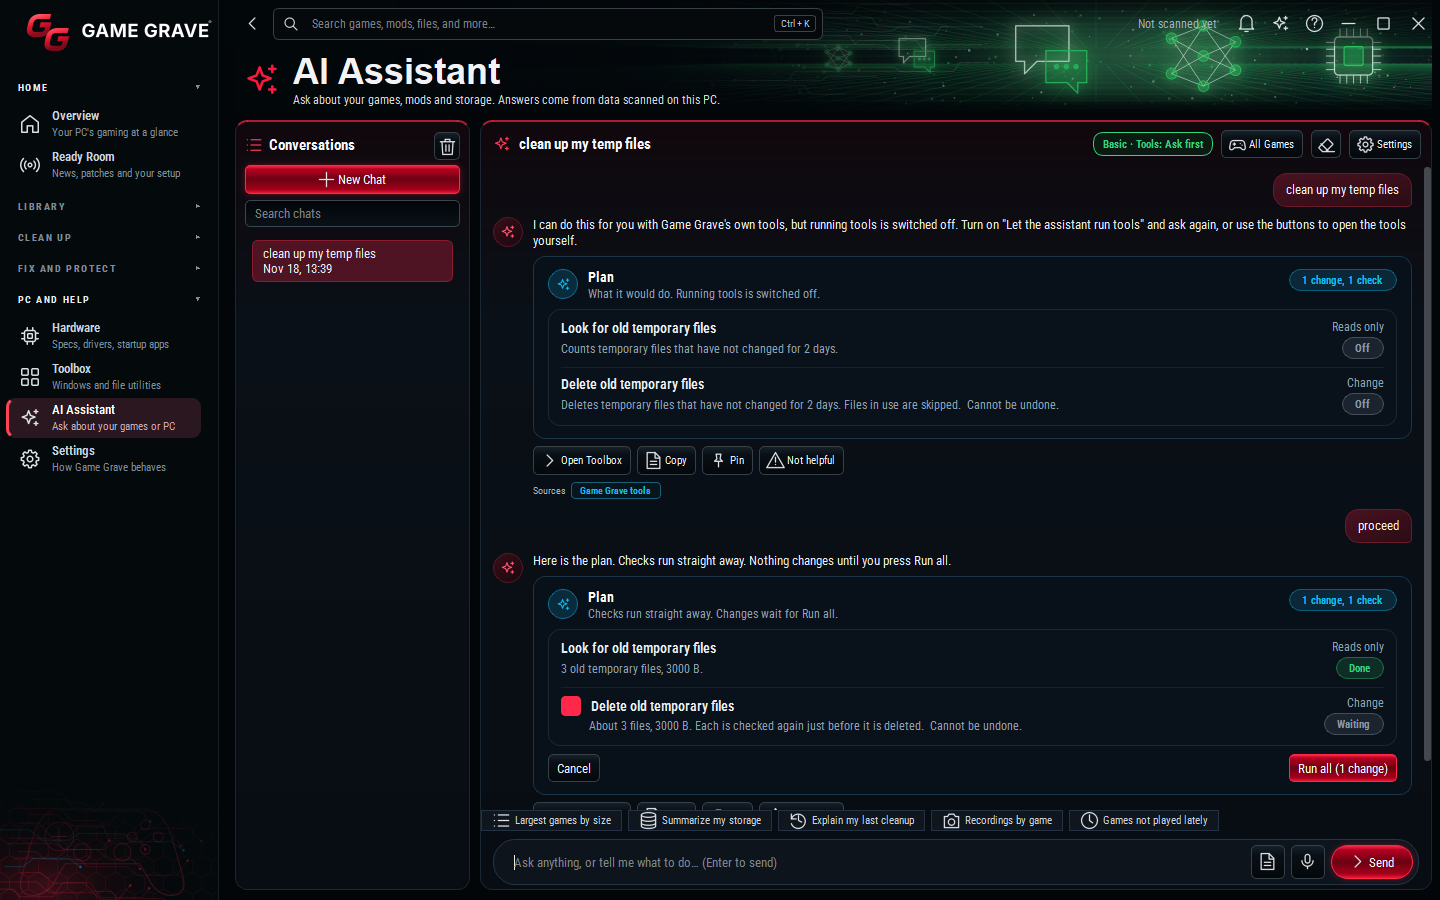 GAME GRAVE
Search games, mods, files, and more...
Ctrl + K
Not scanned yet
AI Assistant
Ask about your games, mods and storage. Answers come from data scanned on this PC.
HOME
Overview
Your PC's gaming at a glance
Ready Room
News, patches and your setup
LIBRARY
CLEAN UP
FIX AND PROTECT
PC AND HELP
Hardware
Specs, drivers, startup apps
Toolbox
Windows and file utilities
AI Assistant
Ask about your games or PC
Settings
How Game Grave behaves
Conversations
New Chat
Search chats
clean up my temp files
Nov 18, 13:39
clean up my temp files
Basic · Tools: Ask first
All Games
Settings
clean up my temp files
I can do this for you with Game Grave's own tools, but running tools is switched off. Turn on "Let the assistant run tools" and ask again, or use the buttons to open the tools
yourself.
Plan
What it would do. Running tools is switched off.
1 change, 1 check
Look for old temporary files
Reads only
Counts temporary files that have not changed for 2 days.
Off
Delete old temporary files
Change
Deletes temporary files that have not changed for 2 days. Files in use are skipped.  Cannot be undone.
Off
Open Toolbox
Copy
Pin
Not helpful
Sources
Game Grave tools
proceed
Here is the plan. Checks run straight away. Nothing changes until you press Run all.
Plan
Checks run straight away. Changes wait for Run all.
1 change, 1 check
Look for old temporary files
Reads only
3 old temporary files, 3000 B.
Done
Delete old temporary files
Change
About 3 files, 3000 B. Each is checked again just before it is deleted.  Cannot be undone.
Waiting
Cancel
Run all (1 change)
Largest games by size
Summarize my storage
Explain my last cleanup
Recordings by game
Games not played lately
Ask anything, or tell me what to do... (Enter to send)
Send